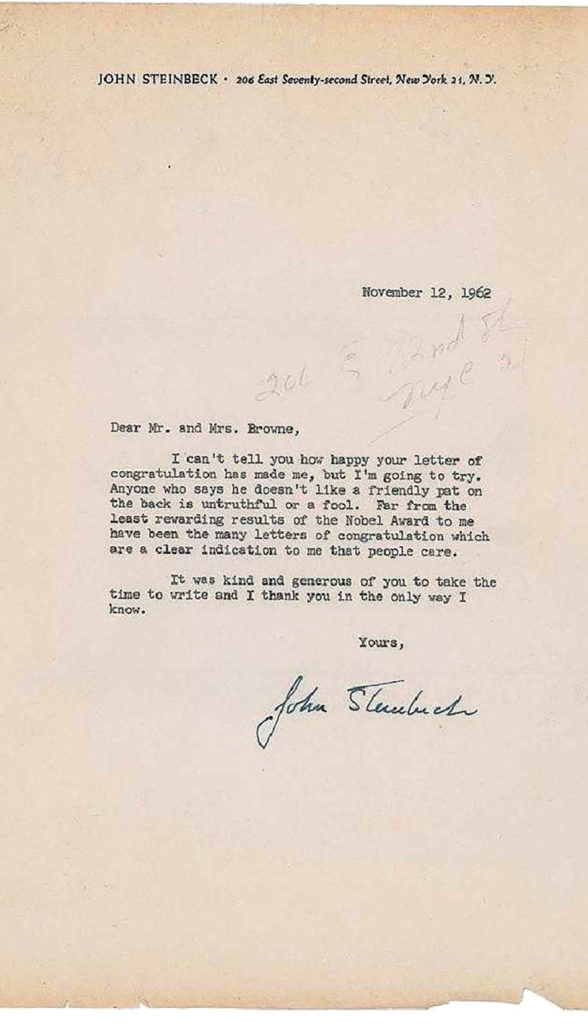 JOHN STEINBECK · 206 East Seventy-second Street, New York 21, N. Y.
November 12, 1962
206 E 72nd St
nyc 21
Dear Mr. and Mrs. Browne,
I can't tell you how happy your letter of
congratulation has made me, but I'm going to try.
Anyone who says he doesn't like a friendly pat on
the back is untruthful or a fool. Far from the
least rewarding results of the Nobel Award to me
have been the many letters of congratulation which
are a clear indication to me that people care.
It was kind and generous of you to take the
time to write and I thank you in the only way I
know.
Yours,
John Steinbeck